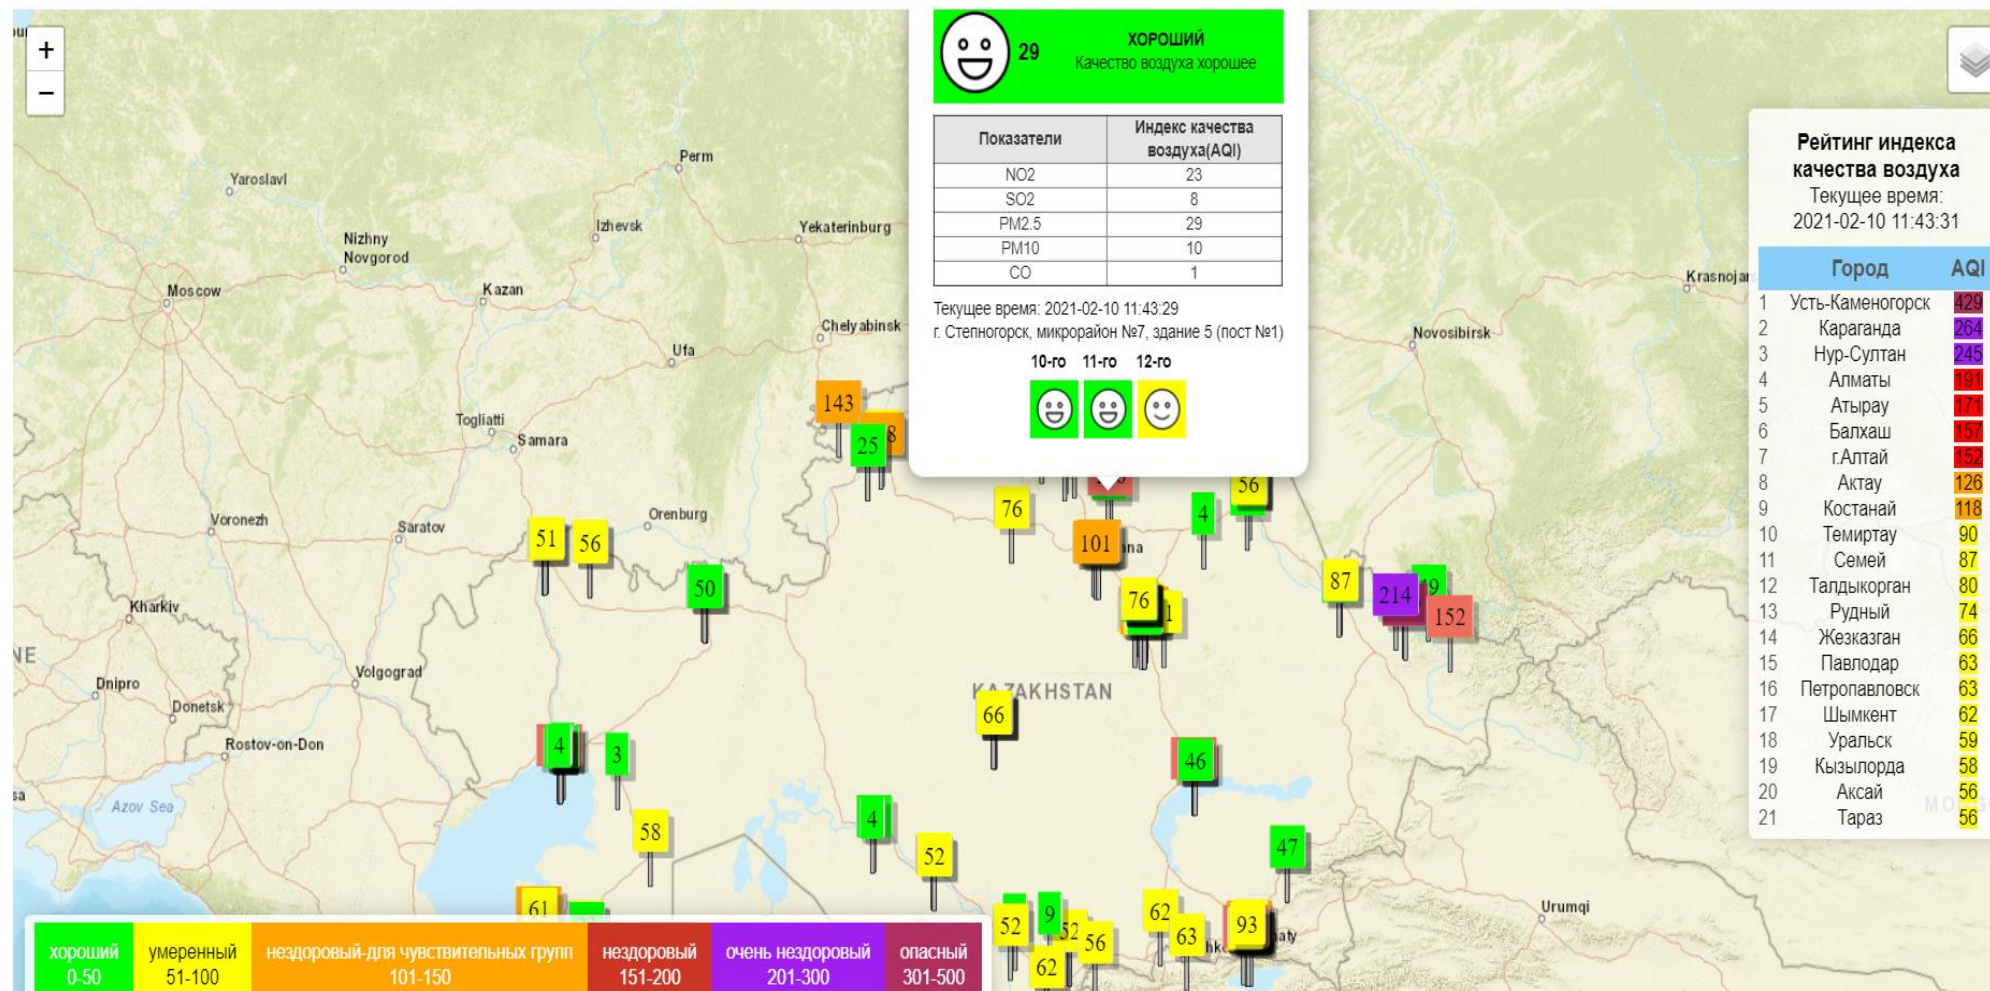 +
−
29
ХОРОШИЙ
Качество воздуха хорошее
Показатели
Индекс качества
воздуха(AQI)
NO2 23
SO2 8
PM2.5 29
PM10 10
CO 1
Текущее время: 2021-02-10 11:43:29
г. Степногорск, микрорайон №7, здание 5 (пост №1)
10-го 11-го 12-го
Рейтинг индекса
качества воздуха
Текущее время:
2021-02-10 11:43:31
Город AQI
1 Усть-Каменогорск 429
2 Караганда 264
3 Нур-Султан 245
4 Алматы 191
5 Атырау 171
6 Балхаш 157
7 г.Алтай 152
8 Актау 126
9 Костанай 118
10 Темиртау 90
11 Семей 87
12 Талдыкорган 80
13 Рудный 74
14 Жезказган 66
15 Павлодар 63
16 Петропавловск 63
17 Шымкент 62
18 Уральск 59
19 Кызылорда 58
20 Аксай 56
21 Тараз 56
Perm
Yaroslavl
Izhevsk
Yekaterinburg
Nizhny
Novgorod
Moscow
Kazan
Chelyabinsk
Ufa
Krasnojar
Novosibirsk
Togliatti
Samara
Voronezh
Saratov
Orenburg
Kharkiv
Volgograd
Dnipro
Donetsk
Rostov-on-Don
Azov Sea
KAZAKHSTAN
Urumqi
143
25
76
56
4
51
56
101
50
87
214
152
76
66
4
3
46
58
4
52
47
61
52
9
52
56
62
62
63
93
хороший
0-50
умеренный
51-100
нездоровый-для чувствительных групп
101-150
нездоровый
151-200
очень нездоровый
201-300
опасный
301-500